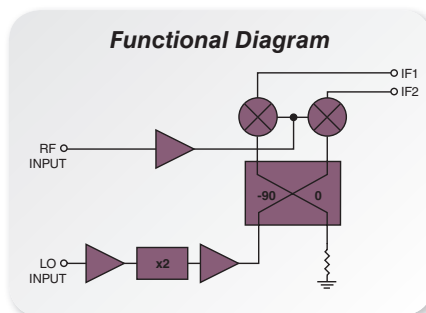 Functional Diagram
IF1
IF2
RF
INPUT
-90 0
LO
INPUT
x2